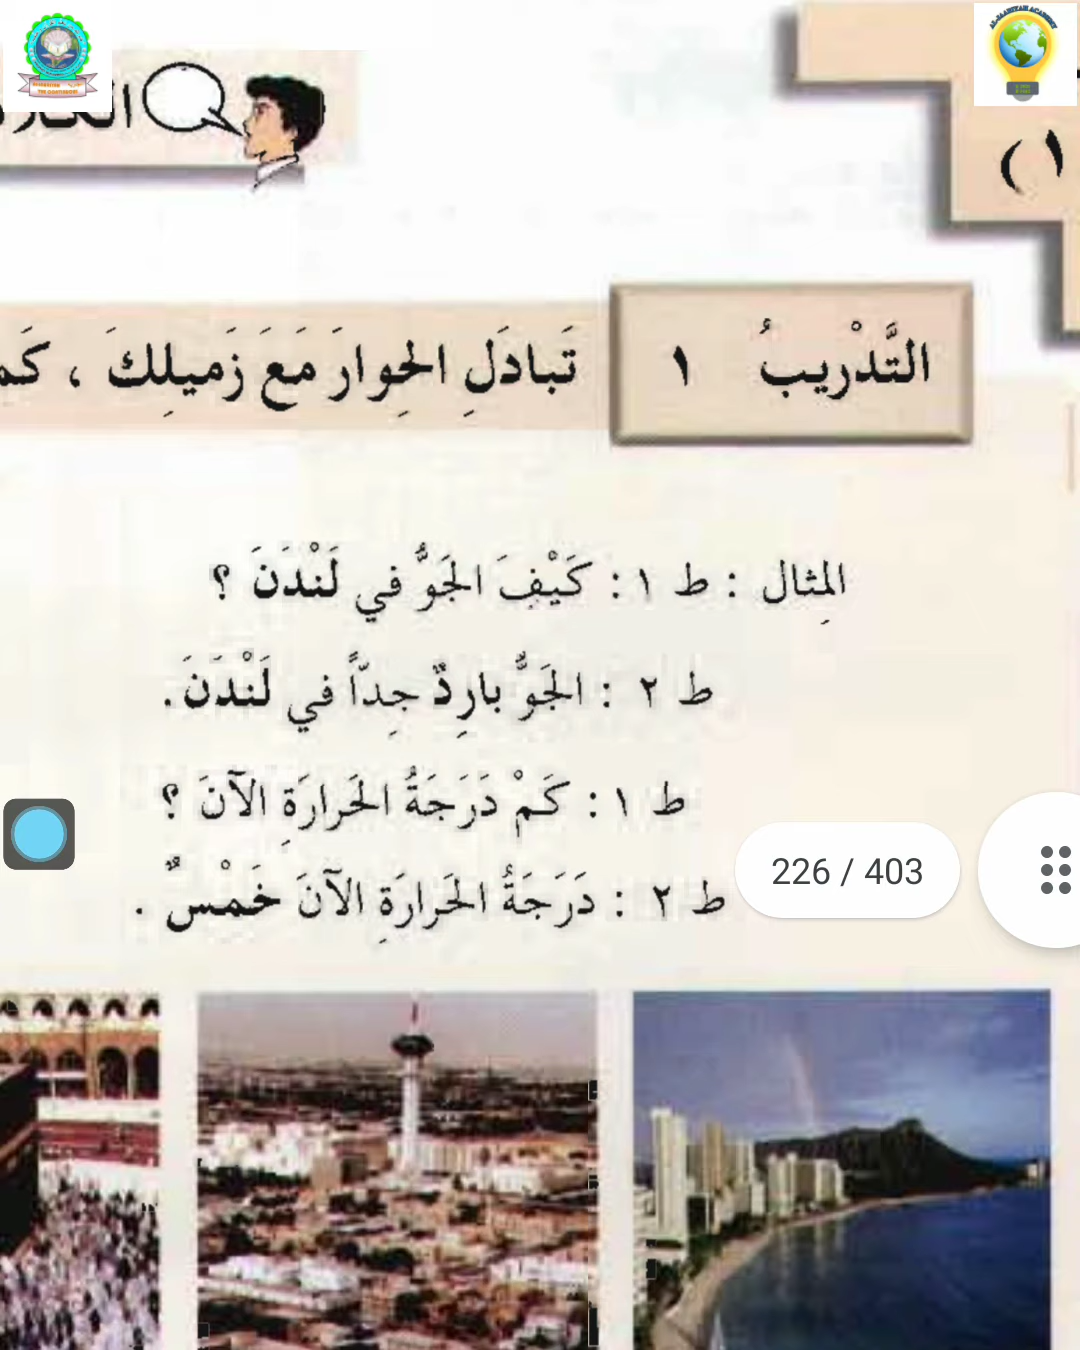 (١
التَّدْرِيبُ ١ تَبادَلِ الحِوارَ مَعَ زَميلِكَ ،
المِثال : ط ١ : كَيْفَ الجَوُّ في لَنْدَنَ ؟
ط ٢ : الجَوُّ بارِدٌ جِدّاً في لَنْدَنَ .
ط ١ : كَمْ دَرَجَةُ الحَرارَةِ الآنَ ؟
ط ٢ : دَرَجَةُ الحَرارَةِ الآنَ خَمْسٌ .
226 / 403